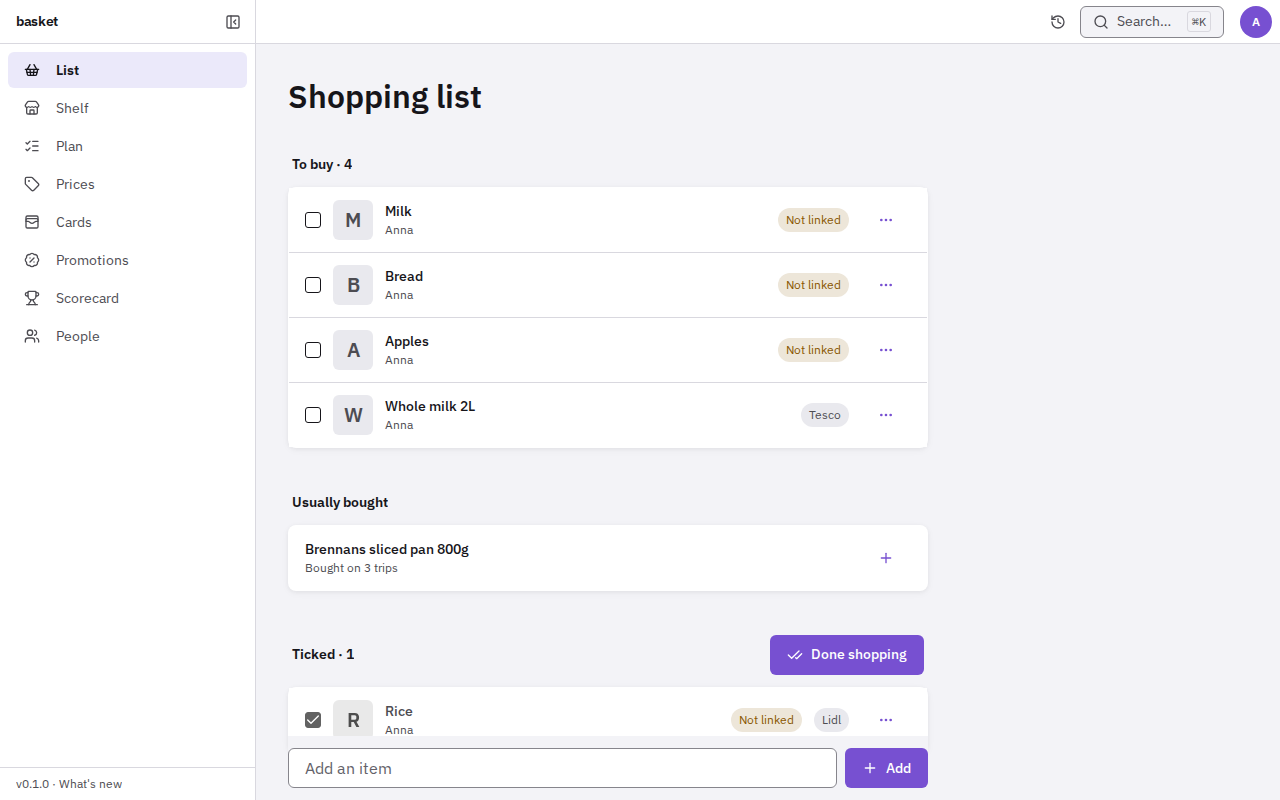 basket
Search... ⌘K
A
List
Shelf
Plan
Prices
Cards
Promotions
Scorecard
People
v0.1.0 · What's new
Shopping list
To buy · 4
M
Milk
Anna
Not linked
B
Bread
Anna
Not linked
A
Apples
Anna
Not linked
W
Whole milk 2L
Anna
Tesco
Usually bought
Brennans sliced pan 800g
Bought on 3 trips
Ticked · 1
Done shopping
R
Rice
Anna
Not linked
Lidl
Add an item
Add